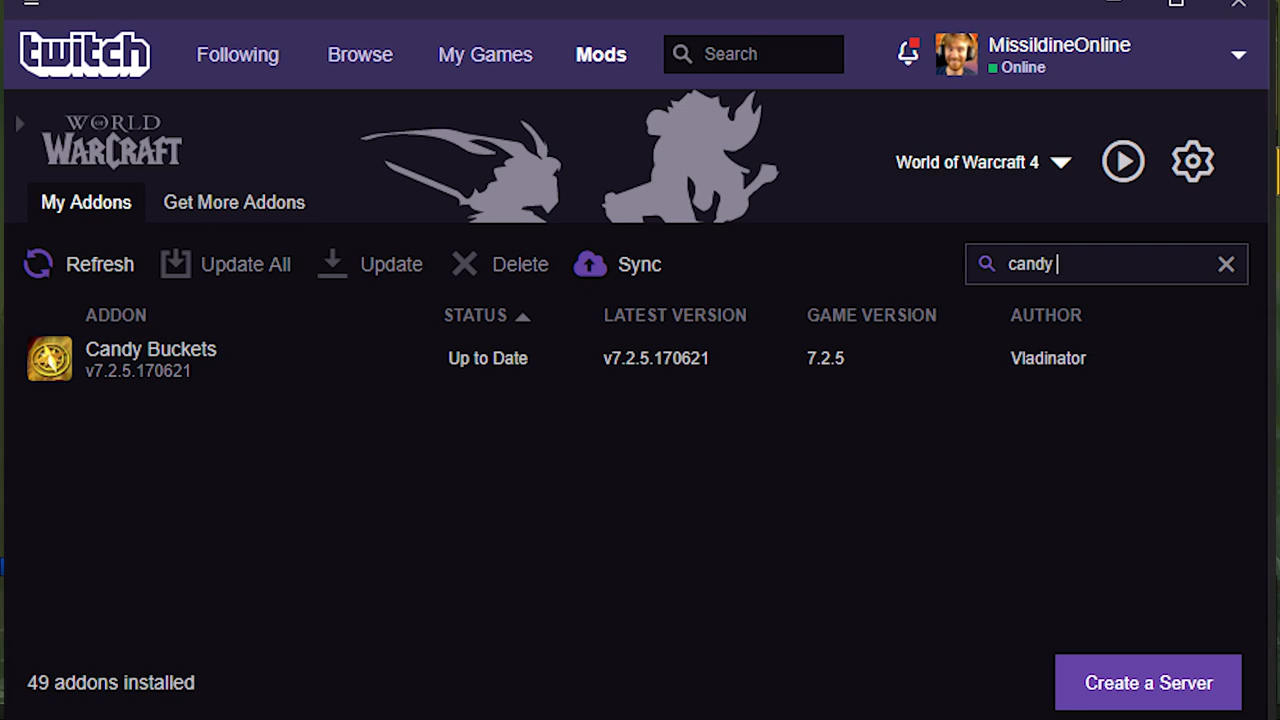 twitch Following Browse My Games Mods Search MissildineOnline
Online
WORLD OF WARCRAFT
World of Warcraft 4
My Addons Get More Addons
Refresh Update All Update Delete Sync candy
ADDON STATUS LATEST VERSION GAME VERSION AUTHOR
Candy Buckets Up to Date v7.2.5.170621 7.2.5 Vladinator
v7.2.5.170621
49 addons installed Create a Server